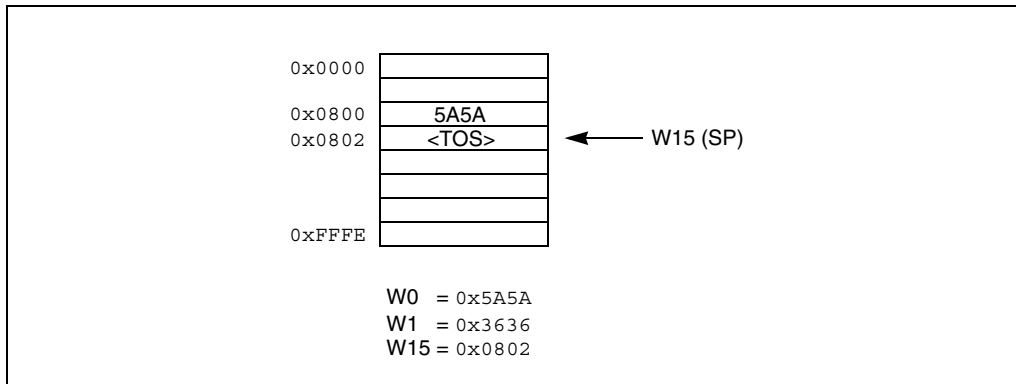 0x0000
0x0800 5A5A
0x0802 <TOS> W15 (SP)
0xFFFE
W0 = 0x5A5A
W1 = 0x3636
W15 = 0x0802